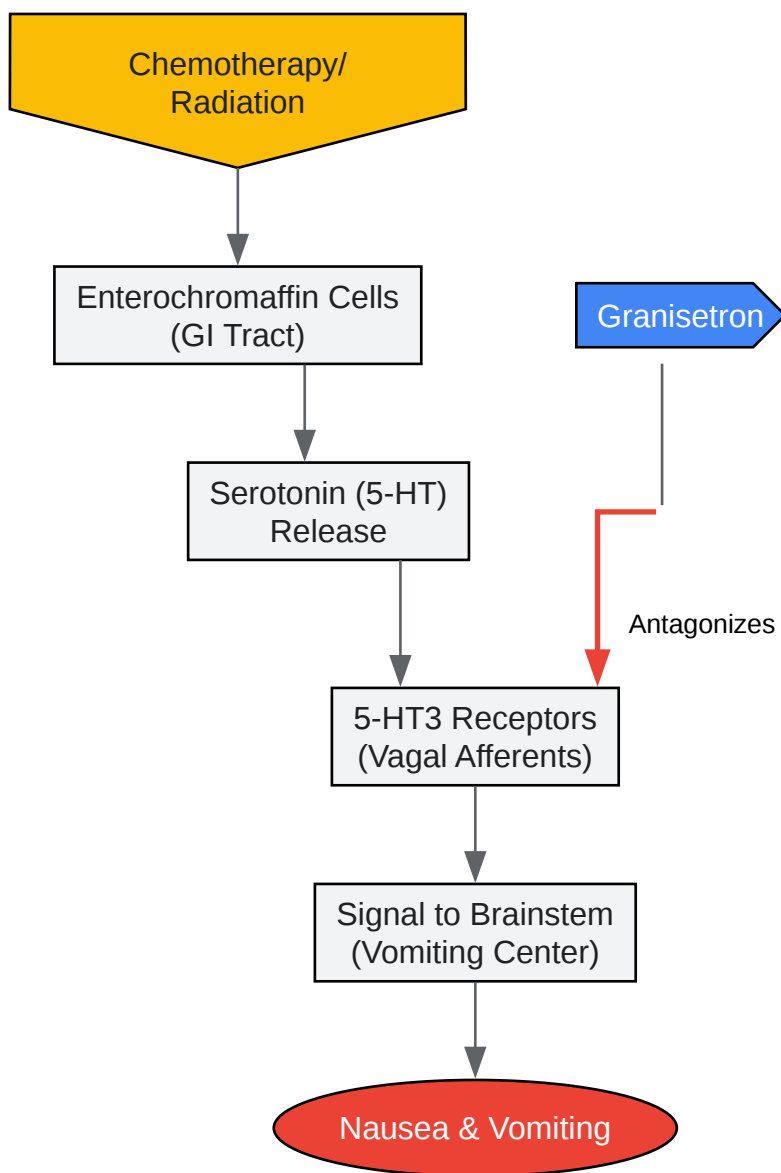 Chemotherapy/
Radiation
Enterochromaffin Cells
(GI Tract)
Granisetron
Serotonin (5-HT)
Release
Antagonizes
5-HT3 Receptors
(Vagal Afferents)
Signal to Brainstem
(Vomiting Center)
Nausea & Vomiting